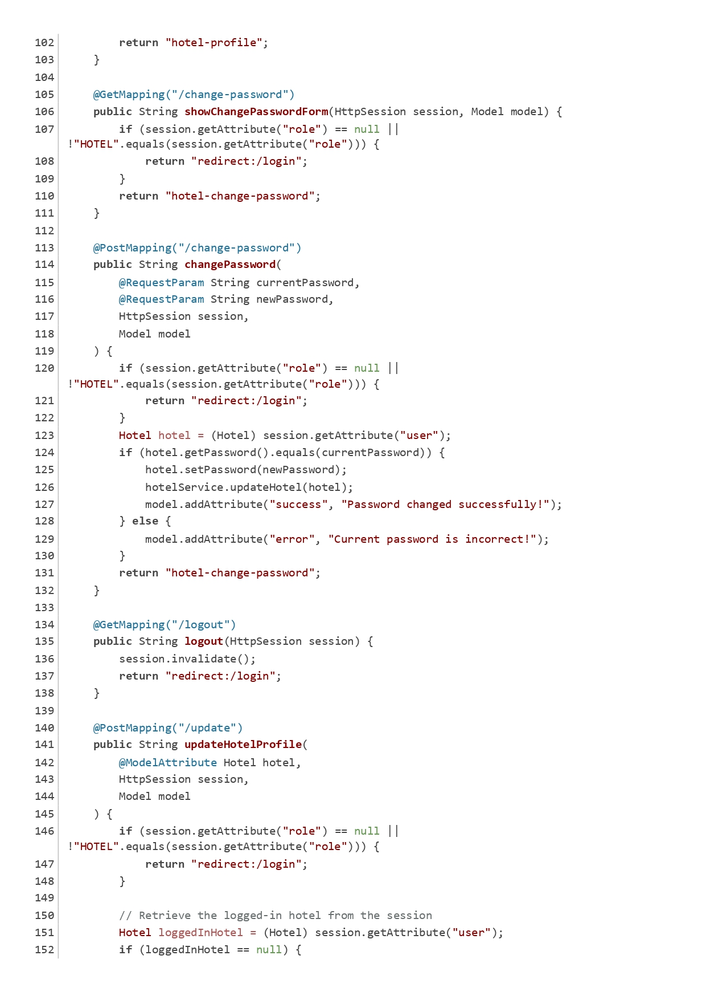 102         return "hotel-profile";
103     }
104
105     @GetMapping("/change-password")
106     public String showChangePasswordForm(HttpSession session, Model model) {
107         if (session.getAttribute("role") == null ||
!"HOTEL".equals(session.getAttribute("role"))) {
108             return "redirect:/login";
109         }
110         return "hotel-change-password";
111     }
112
113     @PostMapping("/change-password")
114     public String changePassword(
115         @RequestParam String currentPassword,
116         @RequestParam String newPassword,
117         HttpSession session,
118         Model model
119     ) {
120         if (session.getAttribute("role") == null ||
!"HOTEL".equals(session.getAttribute("role"))) {
121             return "redirect:/login";
122         }
123         Hotel hotel = (Hotel) session.getAttribute("user");
124         if (hotel.getPassword().equals(currentPassword)) {
125             hotel.setPassword(newPassword);
126             hotelService.updateHotel(hotel);
127             model.addAttribute("success", "Password changed successfully!");
128         } else {
129             model.addAttribute("error", "Current password is incorrect!");
130         }
131         return "hotel-change-password";
132     }
133
134     @GetMapping("/logout")
135     public String logout(HttpSession session) {
136         session.invalidate();
137         return "redirect:/login";
138     }
139
140     @PostMapping("/update")
141     public String updateHotelProfile(
142         @ModelAttribute Hotel hotel,
143         HttpSession session,
144         Model model
145     ) {
146         if (session.getAttribute("role") == null ||
!"HOTEL".equals(session.getAttribute("role"))) {
147             return "redirect:/login";
148         }
149
150         // Retrieve the logged-in hotel from the session
151         Hotel loggedInHotel = (Hotel) session.getAttribute("user");
152         if (loggedInHotel == null) {